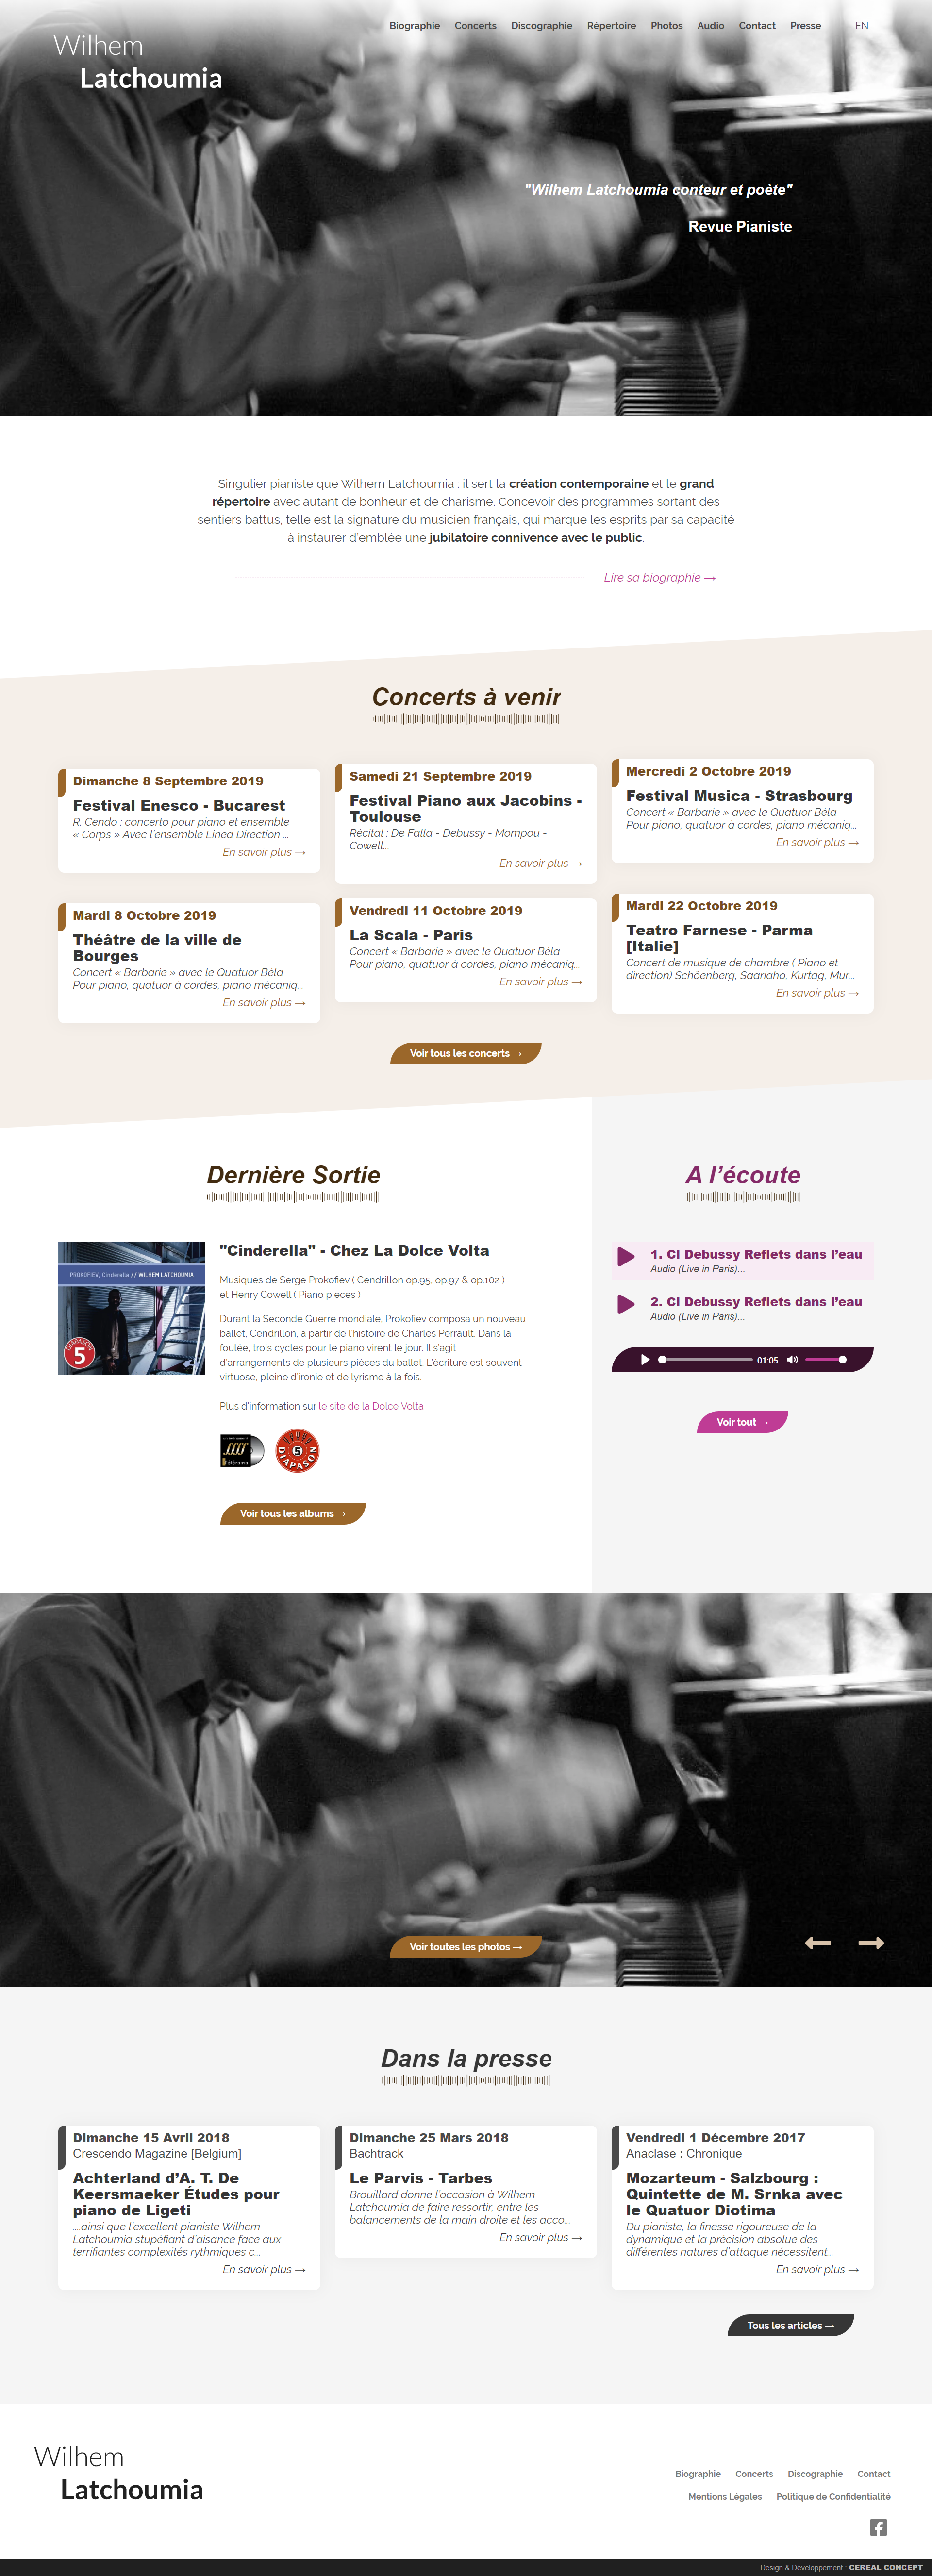 Biographie Concerts Discographie Répertoire Photos Audio Contact Presse EN
Wilhem
Latchoumia
"Wilhem Latchoumia conteur et poète"
Revue Pianiste
Singulier pianiste que Wilhem Latchoumia : il sert la création contemporaine et le grand
répertoire avec autant de bonheur et de charisme. Concevoir des programmes sortant des
sentiers battus, telle est la signature du musicien français, qui marque les esprits par sa capacité
à instaurer d'emblée une jubilatoire connivence avec le public.
Lire sa biographie →
Concerts à venir
Dimanche 8 Septembre 2019
Festival Enesco - Bucarest
R. Cendo : concerto pour piano et ensemble
« Corps » Avec l'ensemble Linea Direction ...
En savoir plus →
Samedi 21 Septembre 2019
Festival Piano aux Jacobins -
Toulouse
Récital : De Falla - Debussy - Mompou -
Cowell...
En savoir plus →
Mercredi 2 Octobre 2019
Festival Musica - Strasbourg
Concert « Barbarie » avec le Quatuor Béla
Pour piano, quatuor à cordes, piano mécaniq...
En savoir plus →
Mardi 8 Octobre 2019
Théâtre de la ville de
Bourges
Concert « Barbarie » avec le Quatuor Béla
Pour piano, quatuor à cordes, piano mécaniq...
En savoir plus →
Vendredi 11 Octobre 2019
La Scala - Paris
Concert « Barbarie » avec le Quatuor Béla
Pour piano, quatuor à cordes, piano mécaniq...
En savoir plus →
Mardi 22 Octobre 2019
Teatro Farnese - Parma
[Italie]
Concert de musique de chambre ( Piano et
direction) Schöenberg, Saariaho, Kurtag, Mur...
En savoir plus →
Voir tous les concerts →
Dernière Sortie
PROKOFIEV, Cinderella // WILHEM LATCHOUMIA
DIAPASON
5
"Cinderella" - Chez La Dolce Volta
Musiques de Serge Prokofiev ( Cendrillon op.95, op.97 & op.102 )
et Henry Cowell ( Piano pieces )
Durant la Seconde Guerre mondiale, Prokofiev composa un nouveau
ballet, Cendrillon, à partir de l'histoire de Charles Perrault. Dans la
foulée, trois cycles pour le piano virent le jour. Il s'agit
d'arrangements de plusieurs pièces du ballet. L'écriture est souvent
virtuose, pleine d'ironie et de lyrisme à la fois.
Plus d'information sur le site de la Dolce Volta
ffff
5
DIAPASON
Voir tous les albums →
A l'écoute
1. Cl Debussy Reflets dans l'eau
Audio (Live in Paris)...
2. Cl Debussy Reflets dans l'eau
Audio (Live in Paris)...
01:05
Voir tout →
Voir toutes les photos →
Dans la presse
Dimanche 15 Avril 2018
Crescendo Magazine [Belgium]
Achterland d'A. T. De
Keersmaeker Études pour
piano de Ligeti
....ainsi que l'excellent pianiste Wilhem
Latchoumia stupéfiant d'aisance face aux
terrifiantes complexités rythmiques c...
En savoir plus →
Dimanche 25 Mars 2018
Bachtrack
Le Parvis - Tarbes
Brouillard donne l'occasion à Wilhem
Latchoumia de faire ressortir, entre les
balancements de la main droite et les acco...
En savoir plus →
Vendredi 1 Décembre 2017
Anaclase : Chronique
Mozarteum - Salzbourg :
Quintette de M. Srnka avec
le Quatuor Diotima
Du pianiste, la finesse rigoureuse de la
dynamique et la précision absolue des
différentes natures d'attaque nécessitent...
En savoir plus →
Tous les articles →
Wilhem
Latchoumia
Biographie Concerts Discographie Contact
Mentions Légales Politique de Confidentialité
Design & Développement : CEREAL CONCEPT